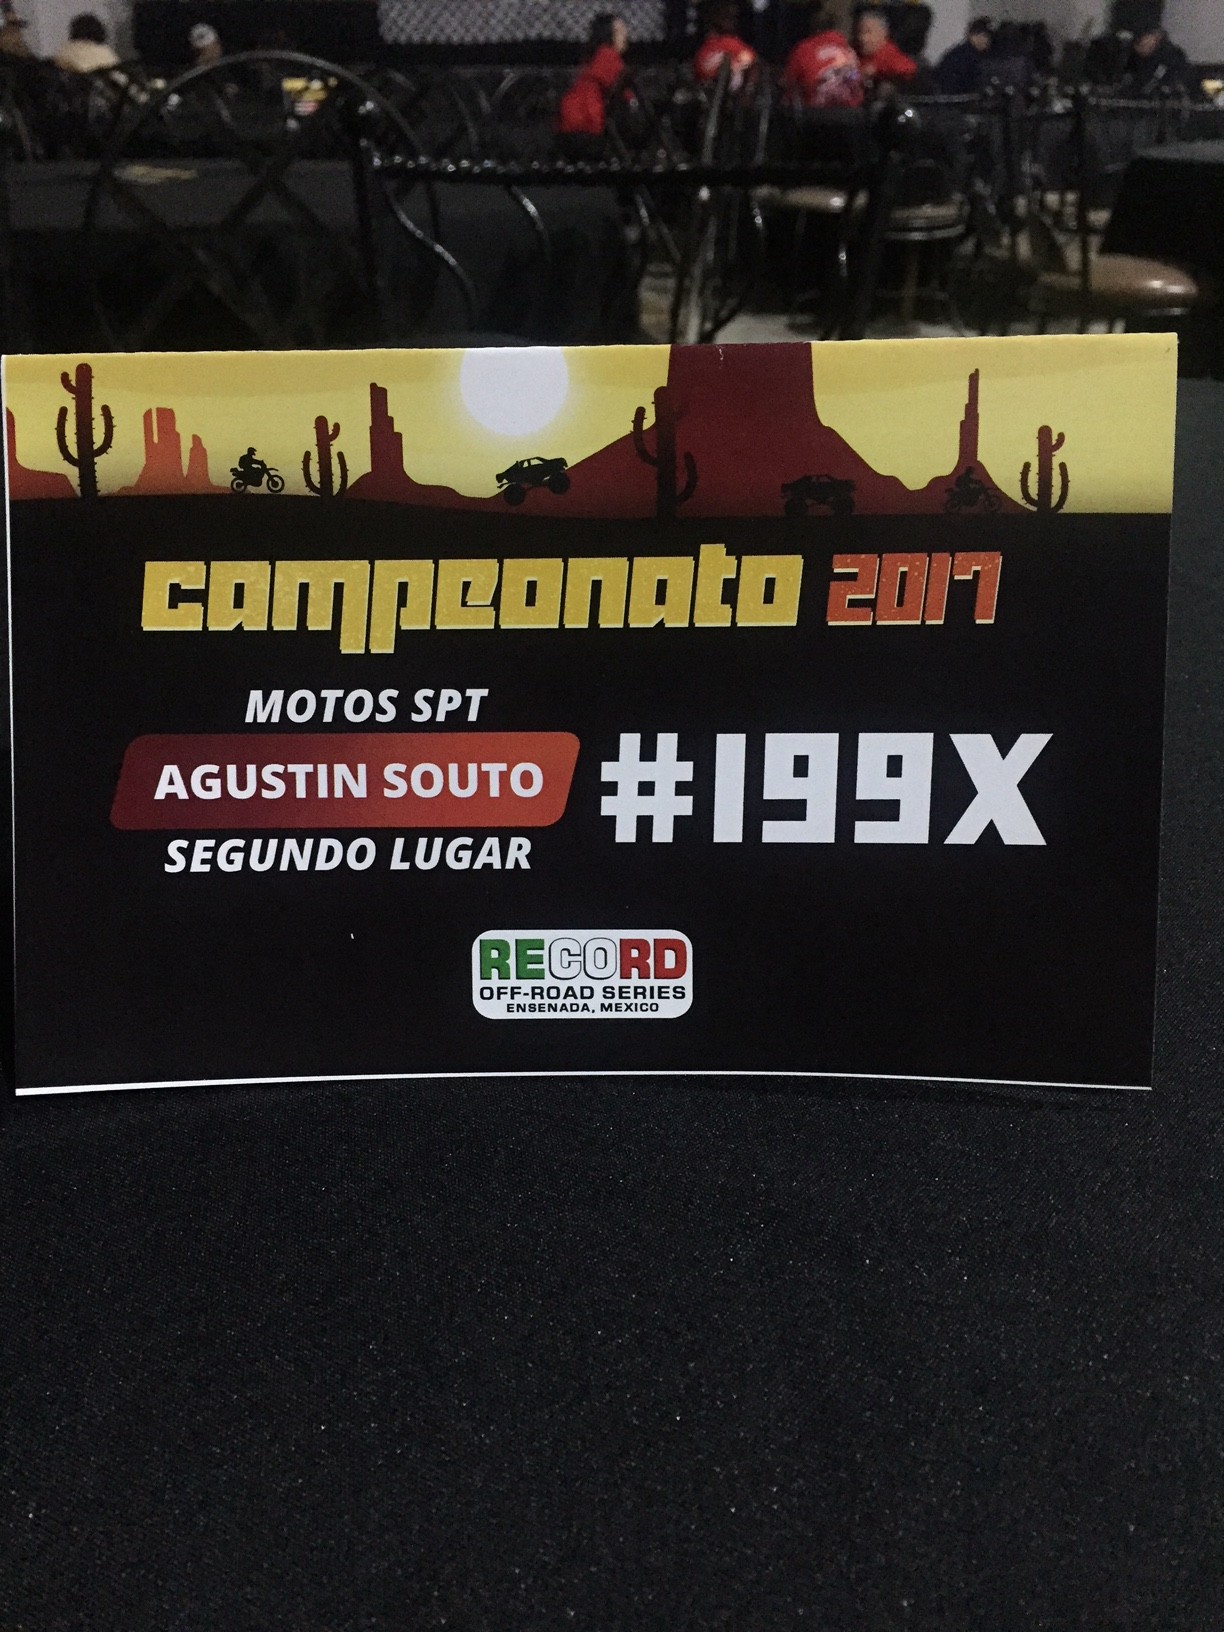 campeonato 2017
MOTOS SPT
AGUSTIN SOUTO
SEGUNDO LUGAR
#199X
RECORD
OFF-ROAD SERIES
ENSENADA, MEXICO